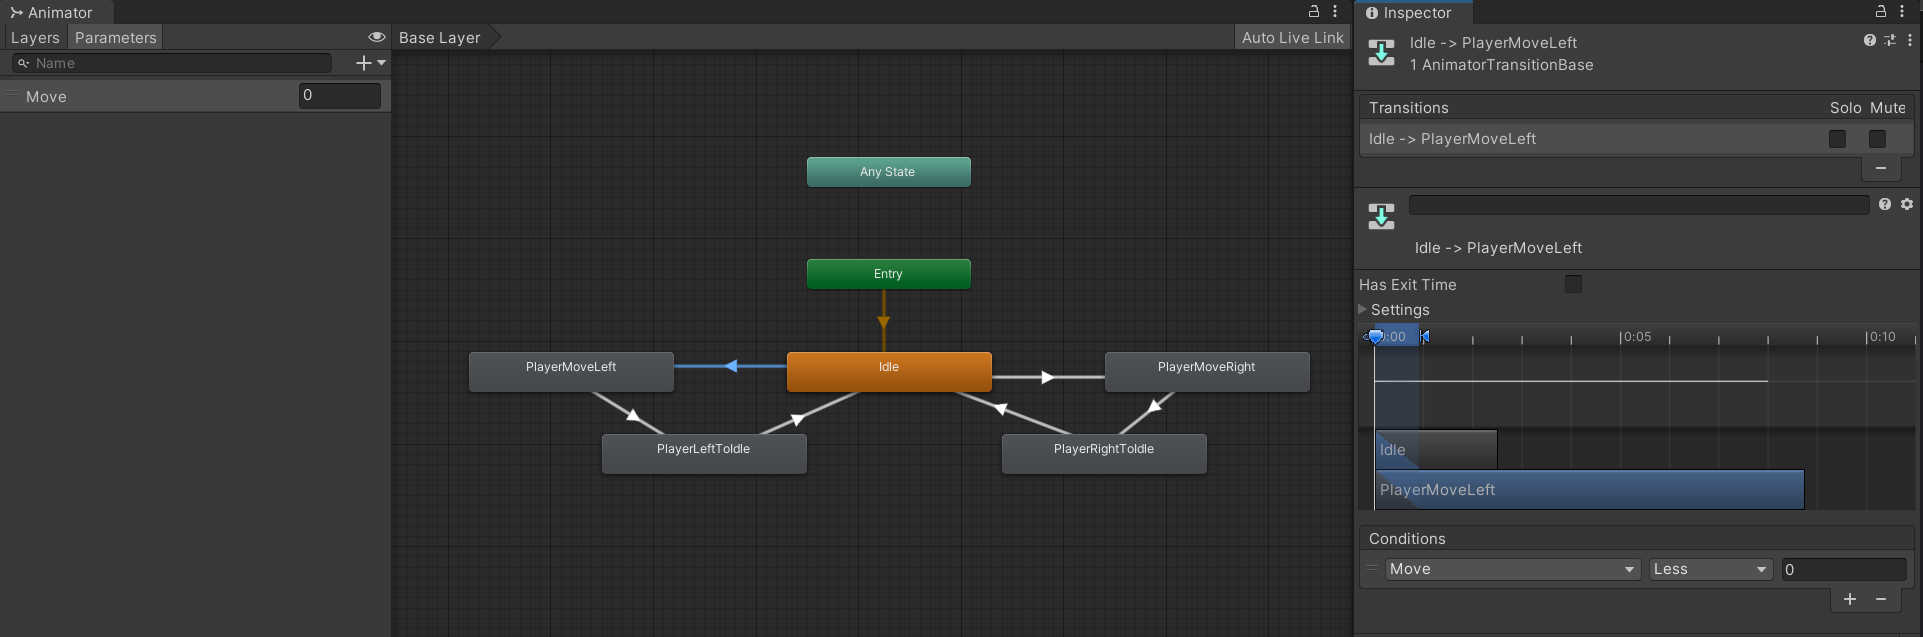 Animator
Layers
Parameters
Name
Move
0
Base Layer
Auto Live Link
Any State
Entry
PlayerMoveLeft
Idle
PlayerMoveRight
PlayerLeftToIdle
PlayerRightToIdle
Inspector
Idle -> PlayerMoveLeft
1 AnimatorTransitionBase
Transitions Solo Mute
Idle -> PlayerMoveLeft
Idle -> PlayerMoveLeft
Has Exit Time
Settings
:00 0:05 0:10
Idle
PlayerMoveLeft
Conditions
Move Less 0